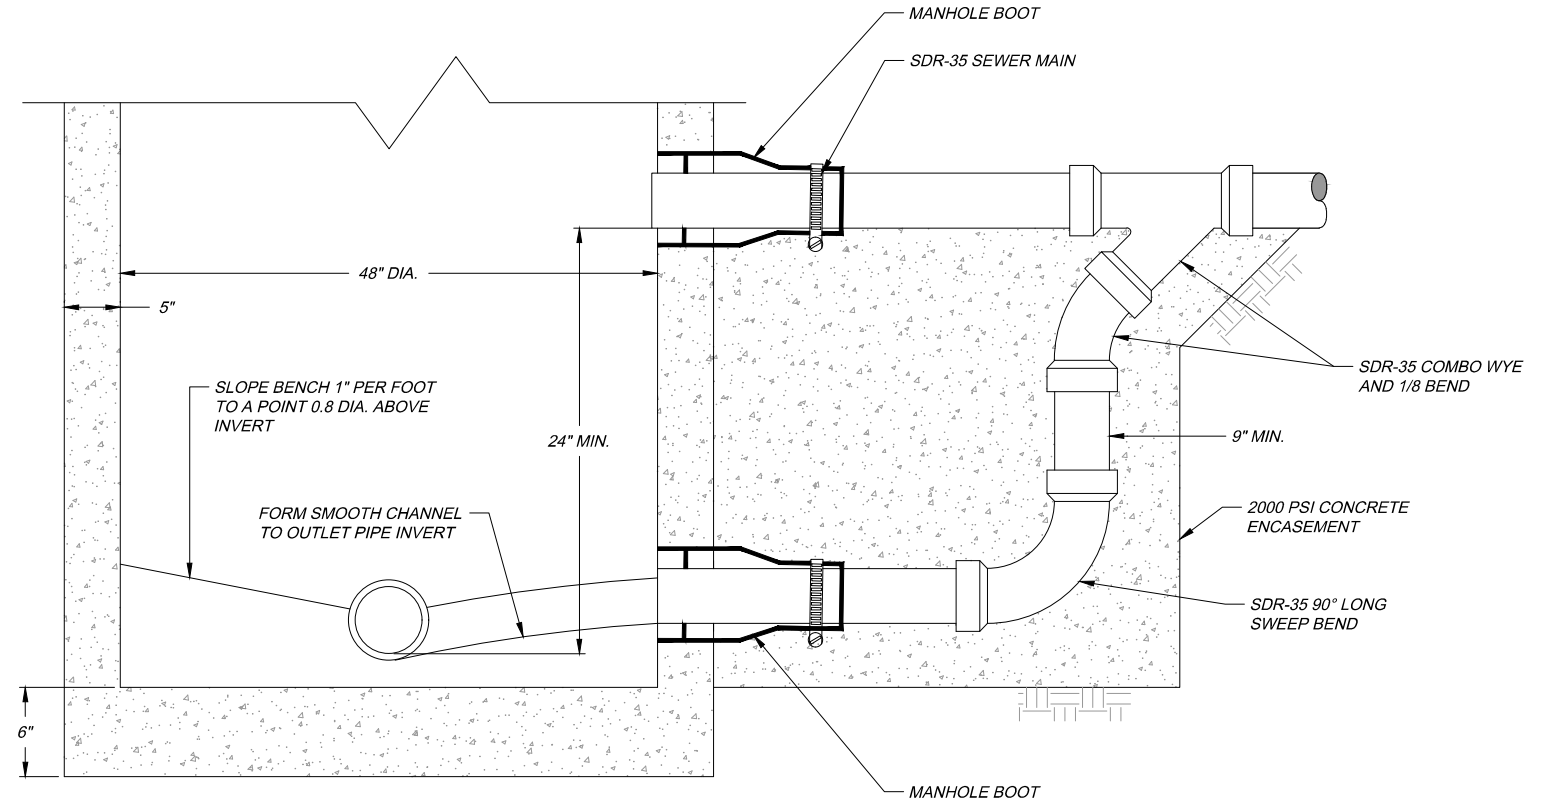 MANHOLE BOOT
SDR-35 SEWER MAIN
48" DIA.
5"
SDR-35 COMBO WYE
AND 1/8 BEND
SLOPE BENCH 1" PER FOOT
TO A POINT 0.8 DIA. ABOVE
INVERT
24" MIN.
9" MIN.
FORM SMOOTH CHANNEL
TO OUTLET PIPE INVERT
2000 PSI CONCRETE
ENCASEMENT
SDR-35 90° LONG
SWEEP BEND
6"
MANHOLE BOOT